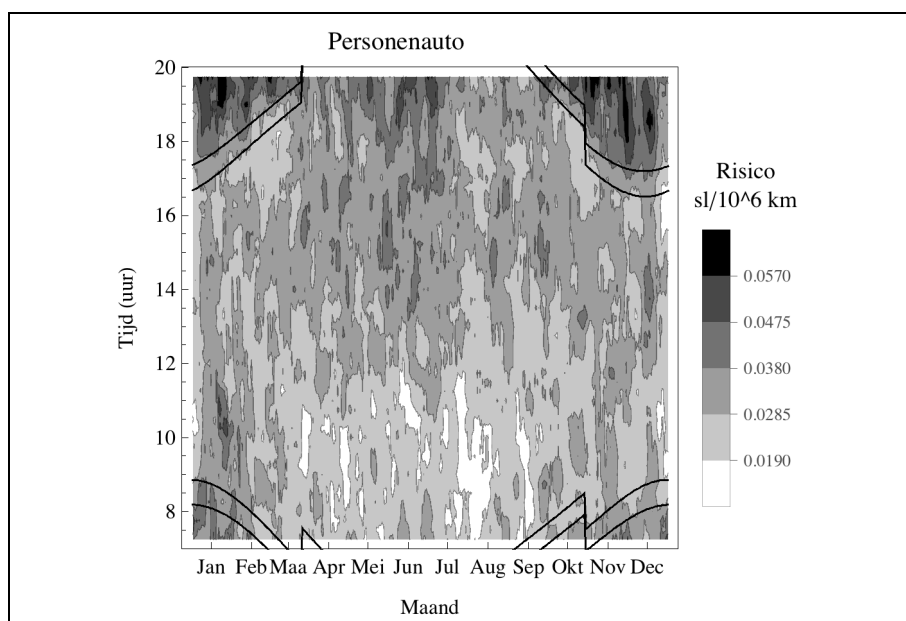 Personenauto
20
18
16
14
12
10
8
Tijd (uur)
Jan Feb Maa Apr Mei Jun Jul Aug Sep Okt Nov Dec
Maand
Risico
sl/10^6 km
0.0570
0.0475
0.0380
0.0285
0.0190